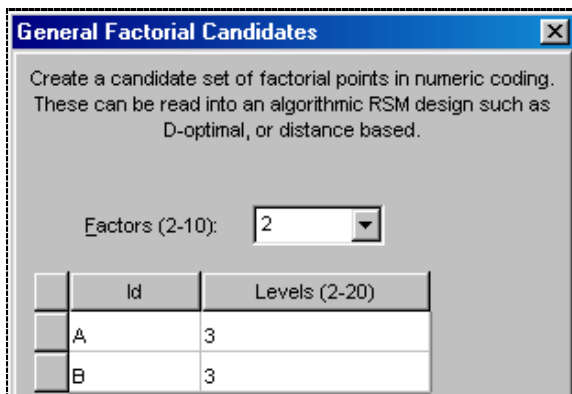 General Factorial Candidates
Create a candidate set of factorial points in numeric coding.
These can be read into an algorithmic RSM design such as
D-optimal, or distance based.
Factors (2-10): 2
Id Levels (2-20)
A 3
B 3